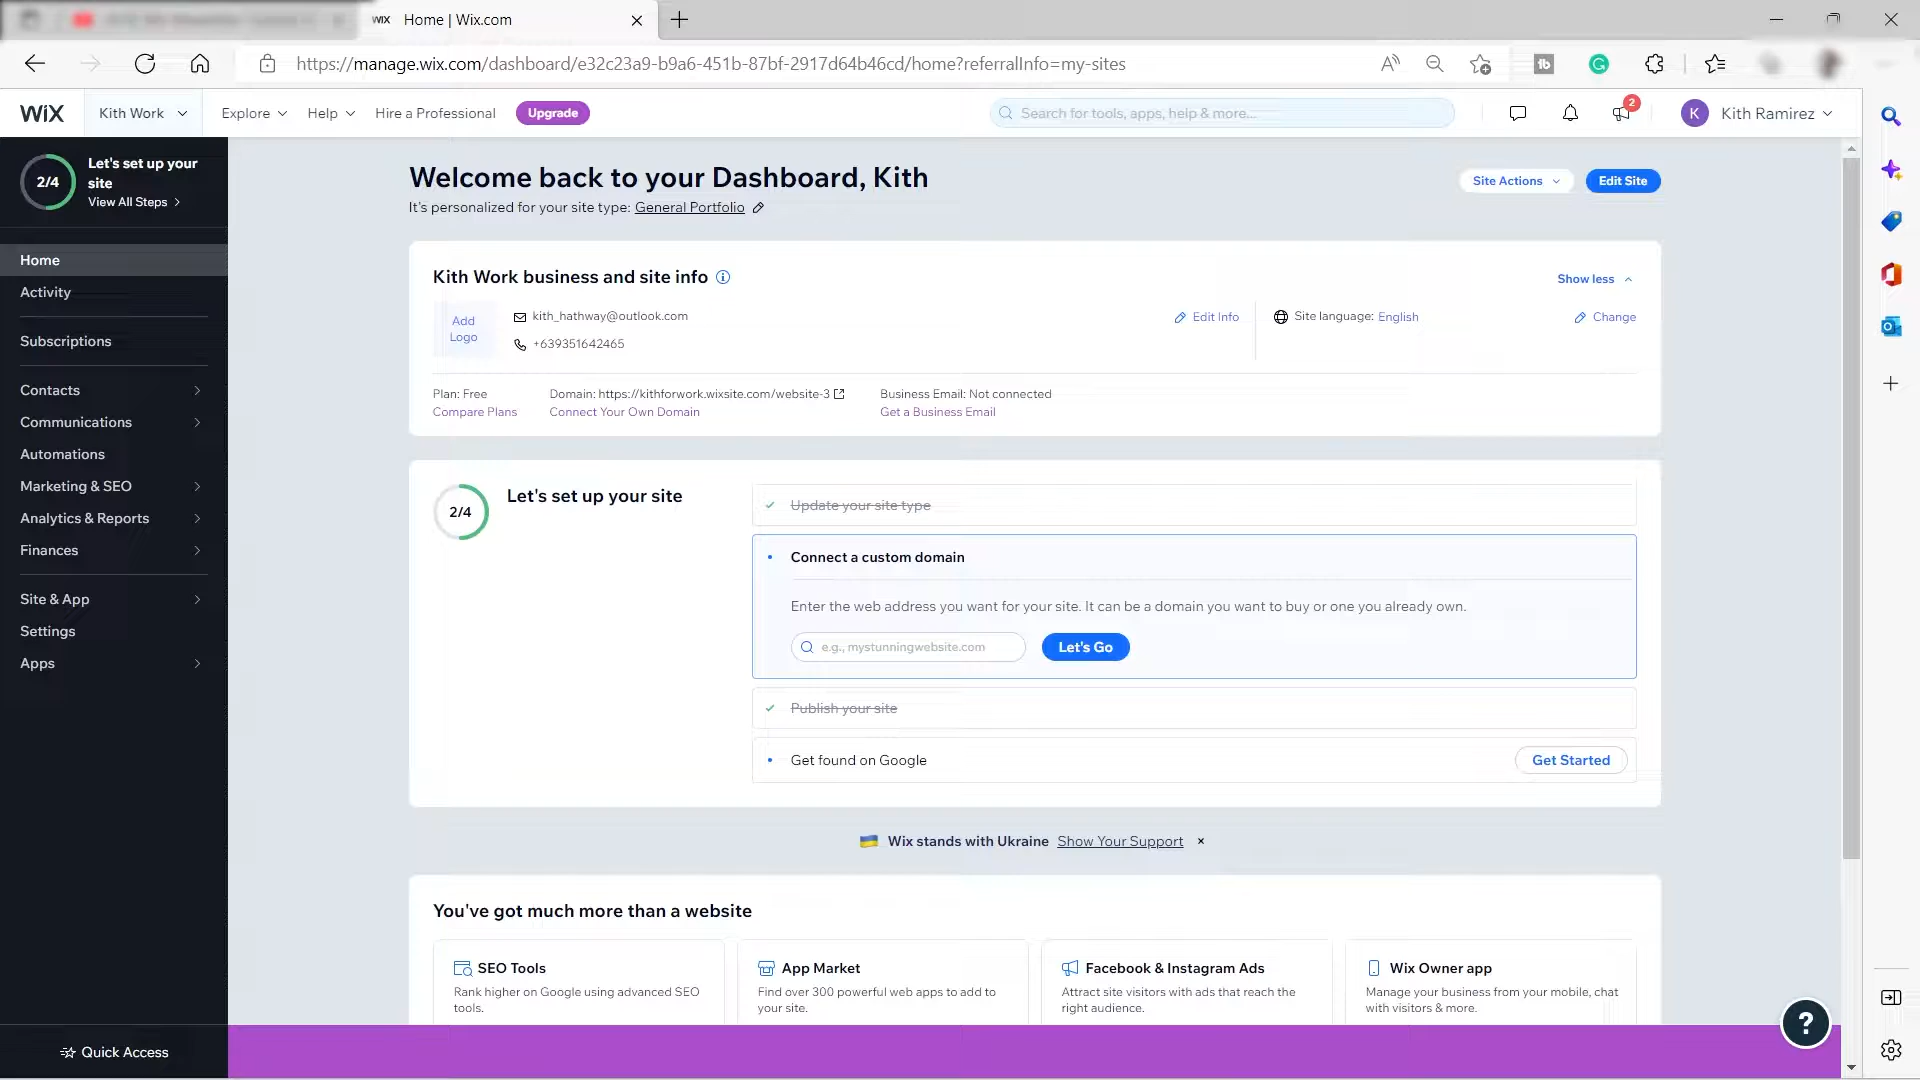 WIX Home | Wix.com
https://manage.wix.com/dashboard/e32c23a9-b9a6-451b-87bf-2917d64b46cd/home?referralInfo=my-sites
WiX Kith Work Explore Help Hire a Professional Upgrade Search for tools, apps, help & more... 2 K Kith Ramirez
2/4
Let's set up your
site
View All Steps
Home
Activity
Subscriptions
Contacts
Communications
Automations
Marketing & SEO
Analytics & Reports
Finances
Site & App
Settings
Apps
Quick Access
Welcome back to your Dashboard, Kith
It's personalized for your site type: General Portfolio
Site Actions
Edit Site
Kith Work business and site info
Show less
Add
Logo
kith_hathway@outlook.com
+639351642465
Edit Info
Site language: English
Change
Plan: Free
Compare Plans
Domain: https://kithforwork.wixsite.com/website-3
Connect Your Own Domain
Business Email: Not connected
Get a Business Email
2/4
Let's set up your site
Update your site type
Connect a custom domain
Enter the web address you want for your site. It can be a domain you want to buy or one you already own.
e.g., mystunningwebsite.com
Let's Go
Publish your site
Get found on Google
Get Started
Wix stands with Ukraine Show Your Support
You've got much more than a website
SEO Tools
Rank higher on Google using advanced SEO
tools.
App Market
Find over 300 powerful web apps to add to
your site.
Facebook & Instagram Ads
Attract site visitors with ads that reach the
right audience.
Wix Owner app
Manage your business from your mobile, chat
with visitors & more.
?